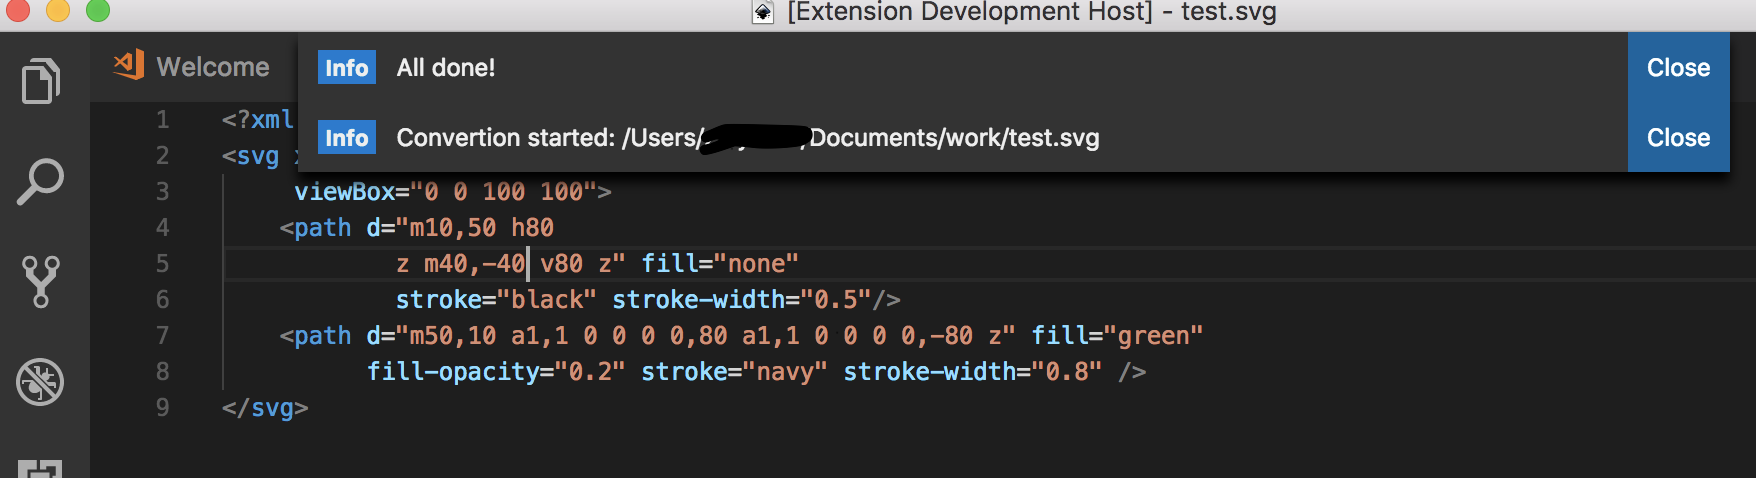 [Extension Development Host] - test.svg
Welcome
Info All done! Close
Info Convertion started: /Users/ /Documents/work/test.svg Close
1 <?xml
2 <svg
3 viewBox="0 0 100 100">
4 <path d="m10,50 h80
5 z m40,-40 v80 z" fill="none"
6 stroke="black" stroke-width="0.5"/>
7 <path d="m50,10 a1,1 0 0 0 0,80 a1,1 0 0 0 0,-80 z" fill="green"
8 fill-opacity="0.2" stroke="navy" stroke-width="0.8" />
9 </svg>